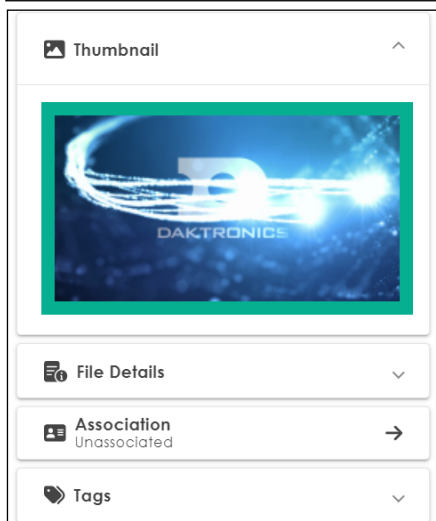 Thumbnail
DAKTRONICS
File Details
Association
Unassociated
Tags